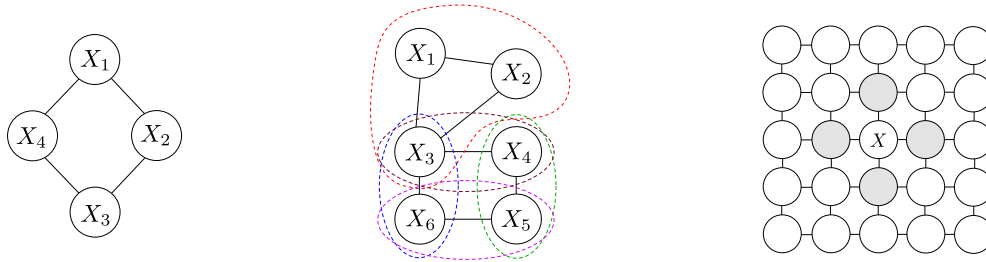 X₁
X₄ X₂
X₃
X₁
X₂
X₃ X₄
X₆ X₅
X